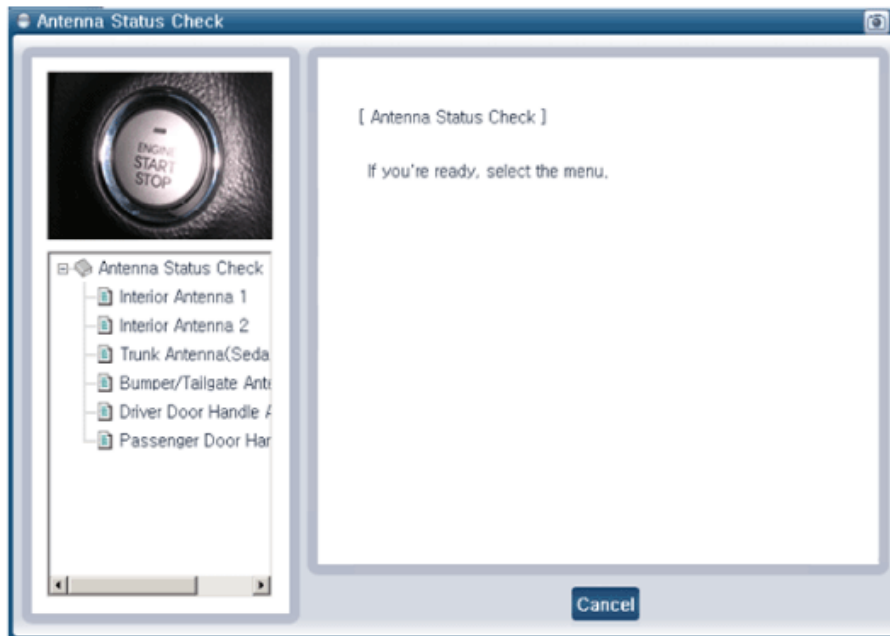 Antenna Status Check
ENGINE
START
STOP
Antenna Status Check
Interior Antenna 1
Interior Antenna 2
Trunk Antenna(Seda
Bumper/Tailgate Ante
Driver Door Handle A
Passenger Door Har
[ Antenna Status Check ]
If you're ready, select the menu.
Cancel